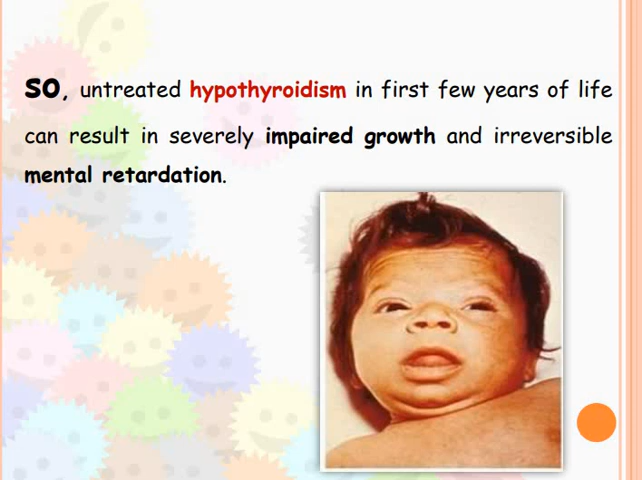 so, untreated hypothyroidism in first few years of life
can result in severely impaired growth and irreversible
mental retardation.